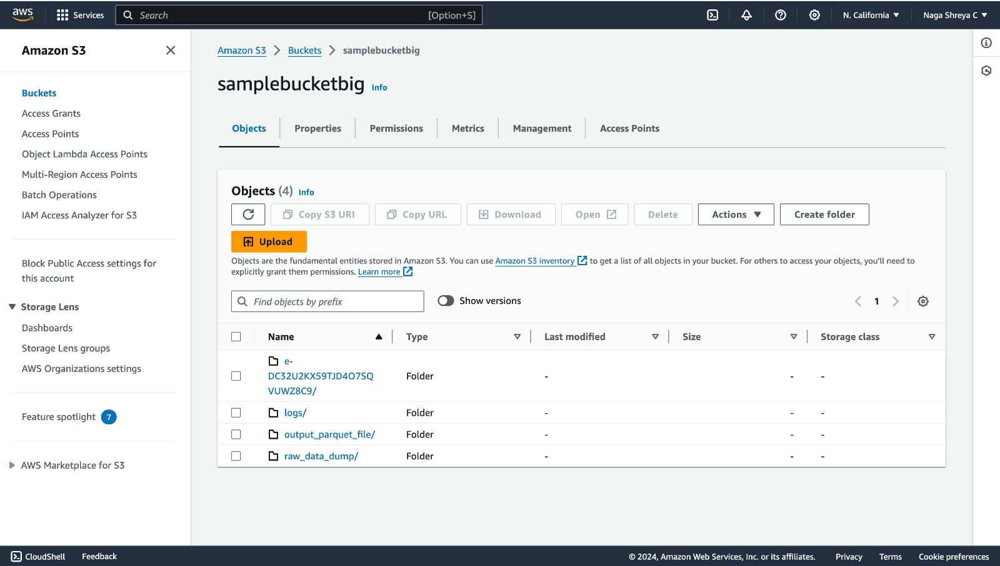 aws
Services
Search
[Option+S]
N. California
Naga Shreya C
Amazon S3
Buckets
Access Grants
Access Points
Object Lambda Access Points
Multi-Region Access Points
Batch Operations
IAM Access Analyzer for S3
Block Public Access settings for
this account
Storage Lens
Dashboards
Storage Lens groups
AWS Organizations settings
Feature spotlight 7
AWS Marketplace for S3
Amazon S3 > Buckets > samplebucketbig
samplebucketbig Info
Objects Properties Permissions Metrics Management Access Points
Objects (4) Info
Copy S3 URI Copy URL Download Open Delete Actions Create folder
Upload
Objects are the fundamental entities stored in Amazon S3. You can use Amazon S3 inventory to get a list of all objects in your bucket. For others to access your objects, you'll need to
explicitly grant them permissions. Learn more
Find objects by prefix Show versions 1
Name Type Last modified Size Storage class
e-
DC32U2KX59TJD4O7SQ Folder - - -
VUWZ8C9/
logs/ Folder - - -
output_parquet_file/ Folder - - -
raw_data_dump/ Folder - - -
CloudShell Feedback © 2024, Amazon Web Services, Inc. or its affiliates. Privacy Terms Cookie preferences